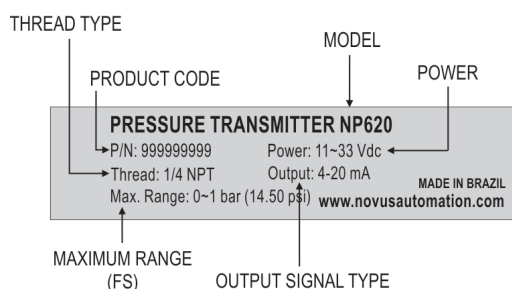 THREAD TYPE
MODEL
PRODUCT CODE
POWER
PRESSURE TRANSMITTER NP620
P/N: 999999999 Power: 11~33 Vdc
Thread: 1/4 NPT Output: 4-20 mA
MADE IN BRAZIL
Max. Range: 0~1 bar (14.50 psi) www.novusautomation.com
MAXIMUM RANGE
(FS)
OUTPUT SIGNAL TYPE